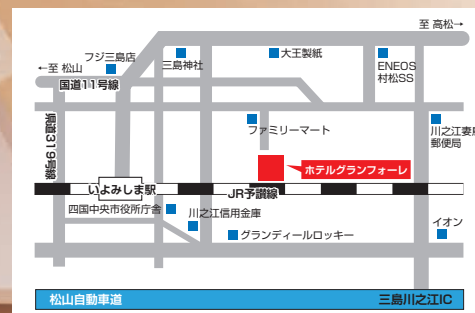 至 高松→
フジ三島店
三島神社
大王製紙
ENEOS
村松SS
←至 松山
国道11号線
県道319号線
ファミリーマート
川之江妻鳥
郵便局
ホテルグランフォーレ
いよみしま駅
JR予讃線
四国中央市役所庁舎
川之江信用金庫
グランディールロッキー
イオン
松山自動車道
三島川之江IC